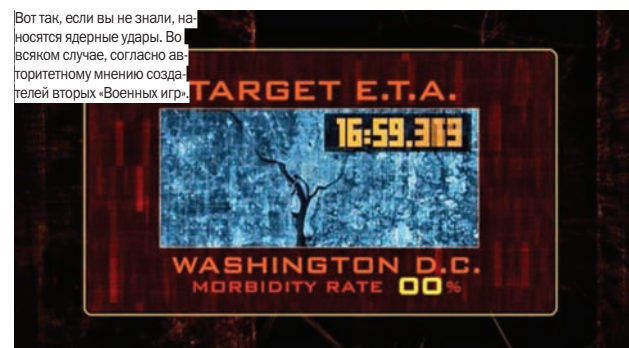 Вот так, если вы не знали, на-
носятся ядерные удары. Во
всяком случае, согласно ав-
торитетному мнению созда-
телей вторых «Военных игр».
TARGET E.T.A.
16:59.319
WASHINGTON D.C.
MORBIDITY RATE 00%